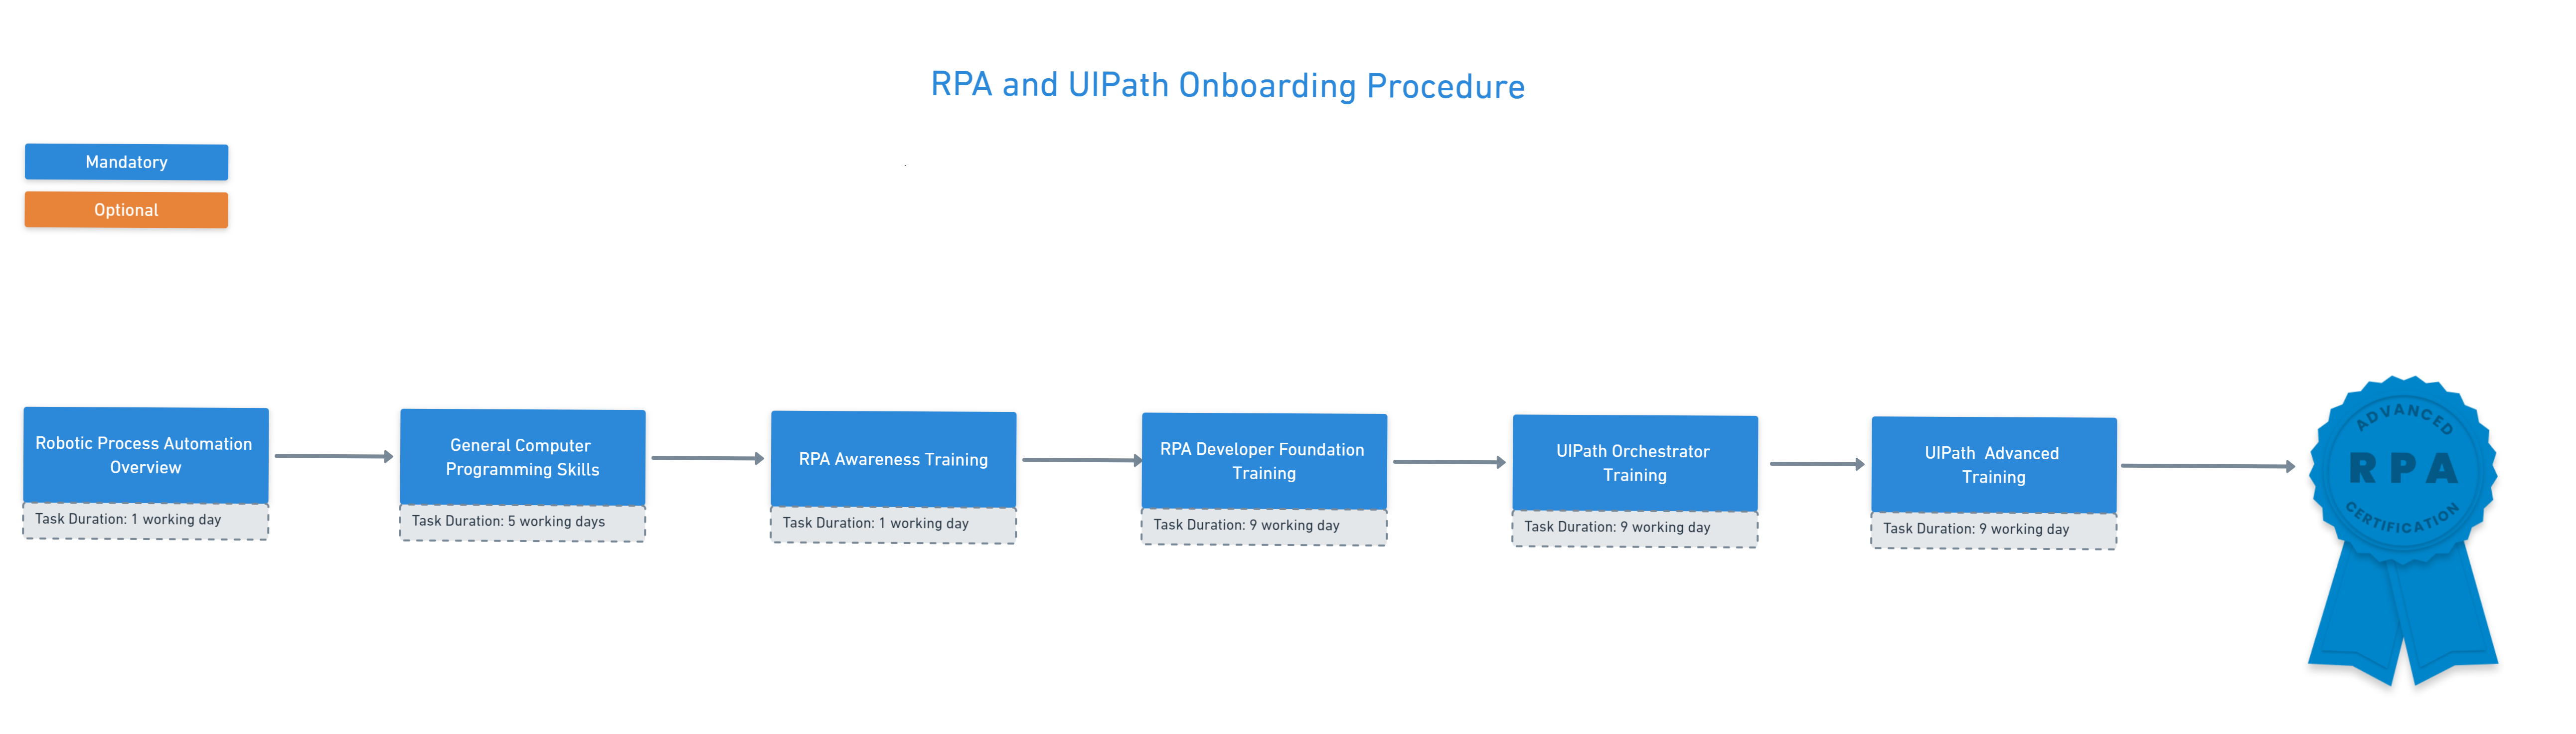 RPA and UIPath Onboarding Procedure
Mandatory
Optional
Robotic Process Automation
Overview
Task Duration: 1 working day
General Computer
Programming Skills
Task Duration: 5 working days
RPA Awareness Training
Task Duration: 1 working day
RPA Developer Foundation
Training
Task Duration: 9 working day
UIPath Orchestrator
Training
Task Duration: 9 working day
UIPath  Advanced
Training
Task Duration: 9 working day
ADVANCED
RPA
CERTIFICATION